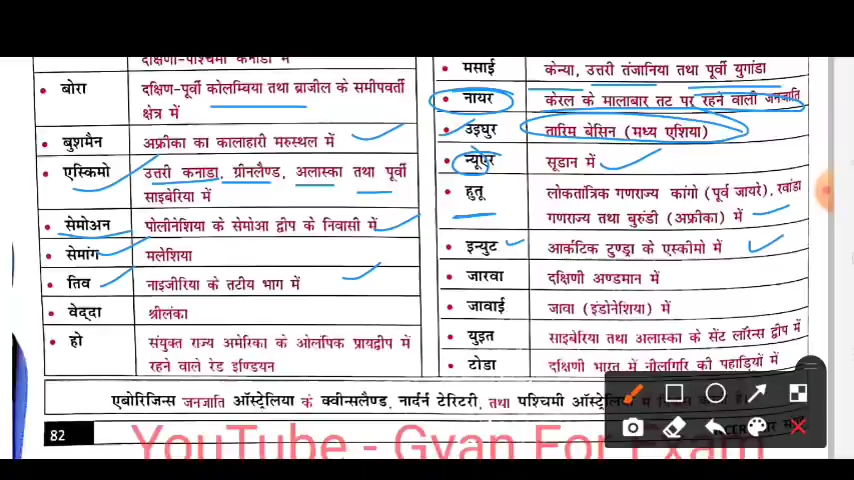 दक्षिणी-पश्चिमी कनाडा में
बोरा
दक्षिण-पूर्वी कोलम्बिया तथा ब्राजील के समीपवर्ती
क्षेत्र में
बुशमैन
अफ्रीका का कालाहारी मरुस्थल में
एस्किमो
उत्तरी कनाडा, ग्रीनलैण्ड, अलास्का तथा पूर्वी
साइबेरिया में
सेमोअन
पोलीनेशिया के सेमोआ द्वीप के निवासी में
सेमांग
मलेशिया
तिव
नाइजीरिया के तटीय भाग में
वेद्दा
श्रीलंका
हो
संयुक्त राज्य अमेरिका के ओलंपिक प्रायद्वीप में
रहने वाले रेड इण्डियन
मसाई
केन्या, उत्तरी तंजानिया तथा पूर्वी युगांडा
नायर
केरल के मालाबार तट पर रहने वाली जनजाति
उइघुर
तारिम बेसिन (मध्य एशिया)
न्यूएर
सूडान में
हुतू
लोकतांत्रिक गणराज्य कांगो (पूर्व जायरे), रवांडा
गणराज्य तथा बुरुंडी (अफ्रीका) में
इन्युट
आर्कटिक टुण्ड्रा के एस्कीमो में
जारवा
दक्षिणी अण्डमान में
जावाई
जावा (इंडोनेशिया) में
युइत
साइबेरिया तथा अलास्का के सेंट लॉरेन्स द्वीप में
टोडा
दक्षिणी भारत में नीलगिरि की पहाड़ियों में
एबोरिजिन्स जनजाति ऑस्ट्रेलिया के क्वीन्सलैण्ड, नार्दर्न टेरिटरी, तथा पश्चिमी ऑस्ट्रेलिया में
82
YouTube - Gyan For Exam